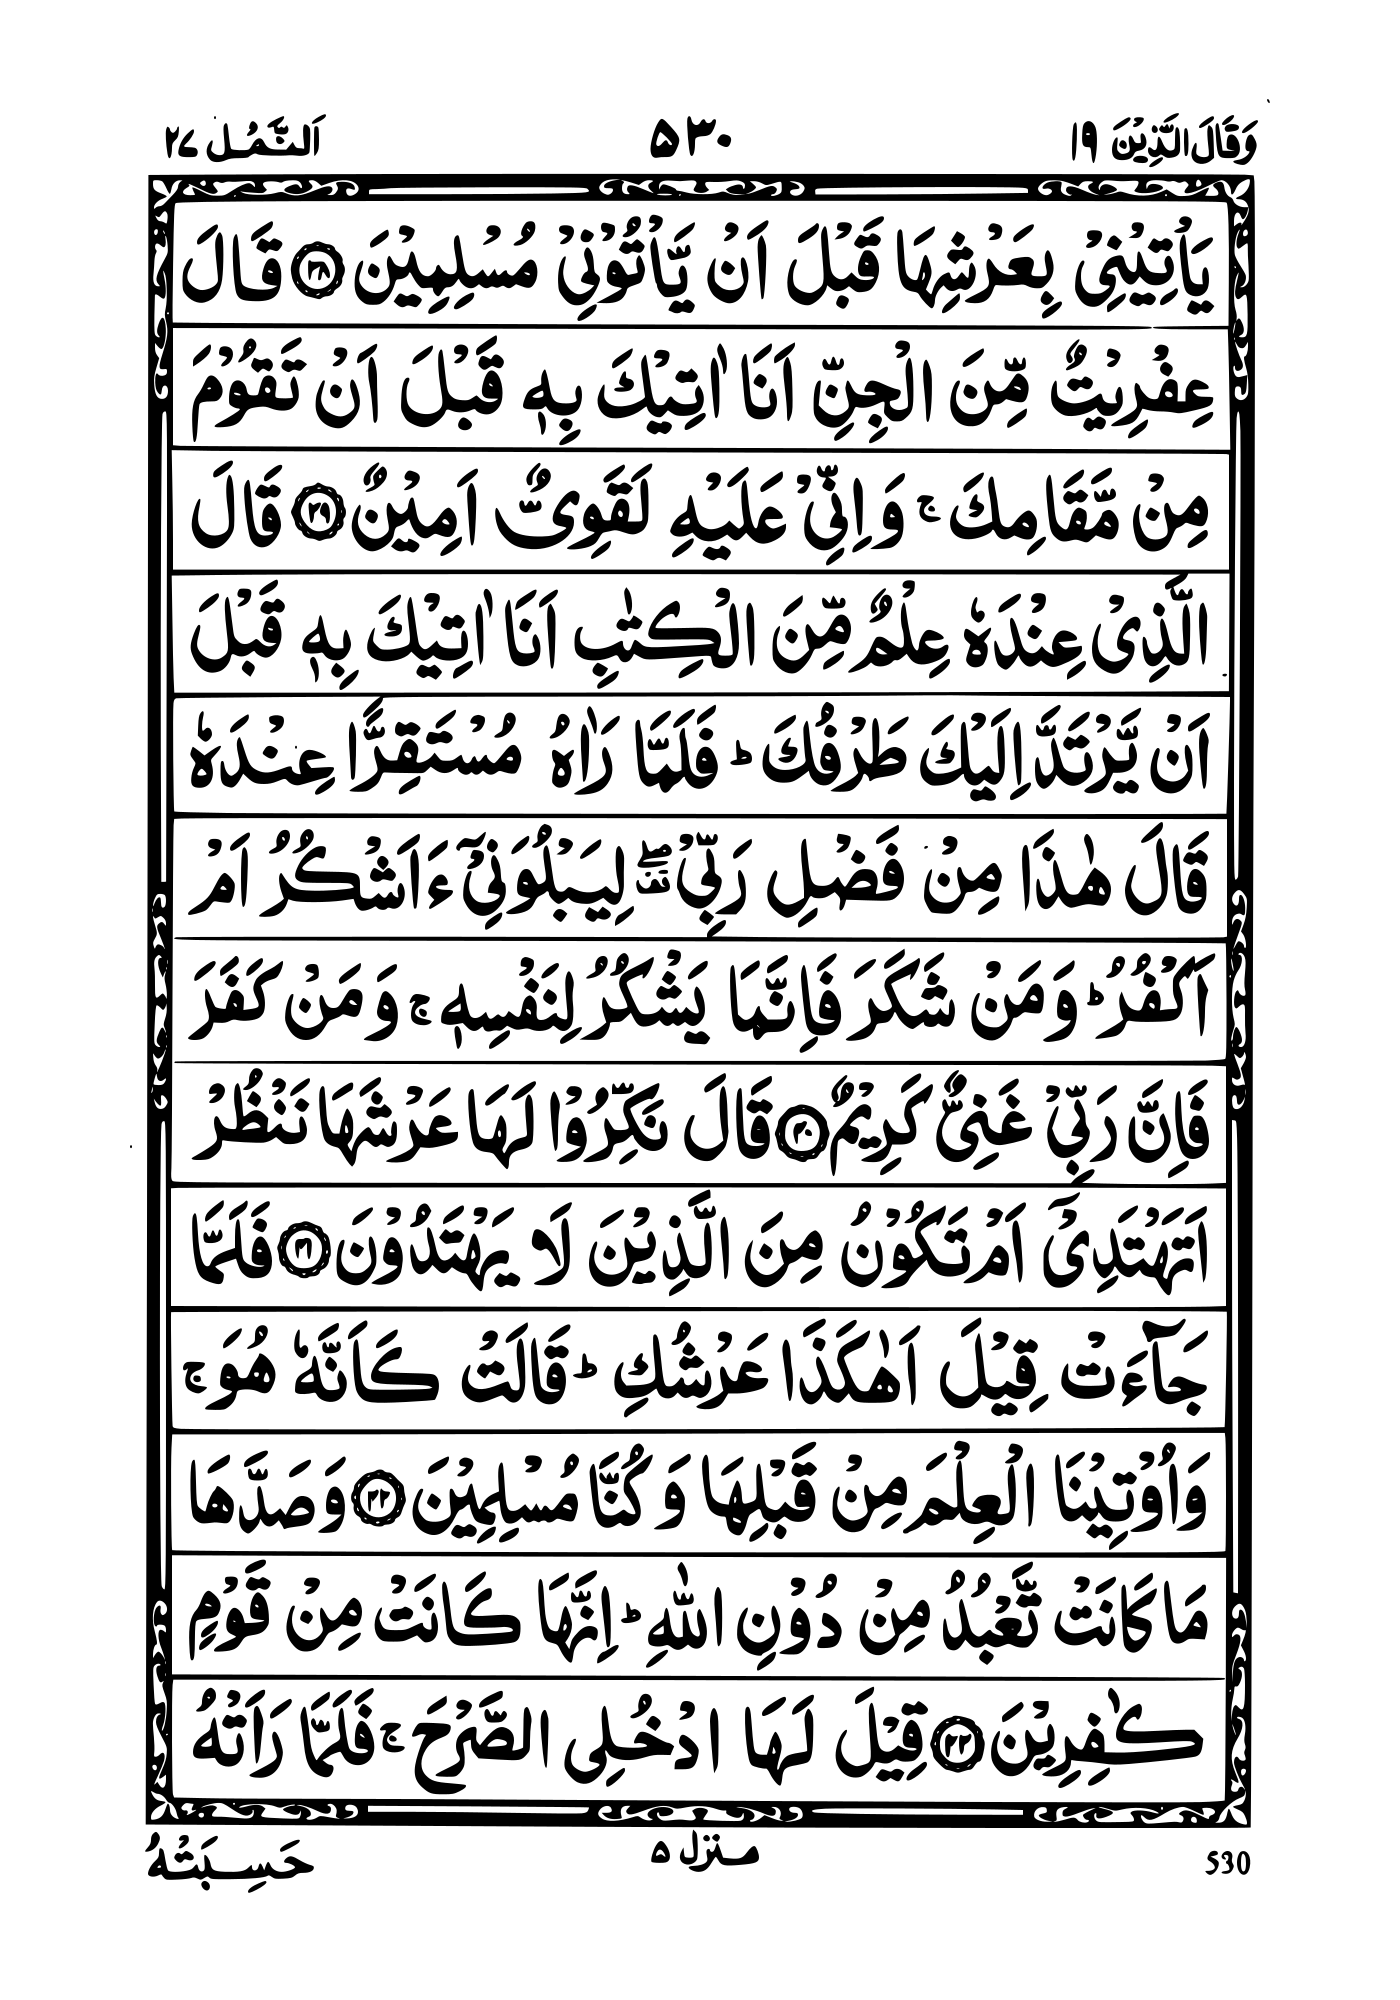 وَقَالَ الَّذِيْنَ ١٩
٥٣٠
اَلنَّمْل ٢٧
يَاْتِيْنِيْ بِعَرْشِهَا قَبْلَ اَنْ يَّاْتُوْنِيْ مُسْلِمِيْنَ ﴿٣٨﴾ قَالَ
عِفْرِيْتٌ مِّنَ الْجِنِّ اَنَا اٰتِيْكَ بِهٖ قَبْلَ اَنْ تَقُوْمَ
مِنْ مَّقَامِكَ ۚ وَاِنِّيْ عَلَيْهِ لَقَوِيٌّ اَمِيْنٌ ﴿٣٩﴾ قَالَ
الَّذِيْ عِنْدَهٗ عِلْمٌ مِّنَ الْكِتٰبِ اَنَا اٰتِيْكَ بِهٖ قَبْلَ
اَنْ يَّرْتَدَّ اِلَيْكَ طَرْفُكَ ؕ فَلَمَّا رَاٰهُ مُسْتَقِرًّا عِنْدَهٗ
قَالَ هٰذَا مِنْ فَضْلِ رَبِّيْ ۖ لِيَبْلُوَنِيْۤ ءَاَشْكُرُ اَمْ
اَكْفُرُ ؕ وَمَنْ شَكَرَ فَاِنَّمَا يَشْكُرُ لِنَفْسِهٖ ۚ وَمَنْ كَفَرَ
فَاِنَّ رَبِّيْ غَنِيٌّ كَرِيْمٌ ﴿٤٠﴾ قَالَ نَكِّرُوْا لَهَا عَرْشَهَا نَنْظُرْ
اَتَهْتَدِيْۤ اَمْ تَكُوْنُ مِنَ الَّذِيْنَ لَا يَهْتَدُوْنَ ﴿٤١﴾ فَلَمَّا
جَآءَتْ قِيْلَ اَهٰكَذَا عَرْشُكِ ؕ قَالَتْ كَاَنَّهٗ هُوَ ۚ
وَاُوْتِيْنَا الْعِلْمَ مِنْ قَبْلِهَا وَكُنَّا مُسْلِمِيْنَ ﴿٤٢﴾ وَصَدَّهَا
مَا كَانَتْ تَّعْبُدُ مِنْ دُوْنِ اللّٰهِ ؕ اِنَّهَا كَانَتْ مِنْ قَوْمٍ
كٰفِرِيْنَ ﴿٤٣﴾ قِيْلَ لَهَا ادْخُلِي الصَّرْحَ ۚ فَلَمَّا رَاَتْهُ
530
منزل ٥
حَسِبَتْهُ